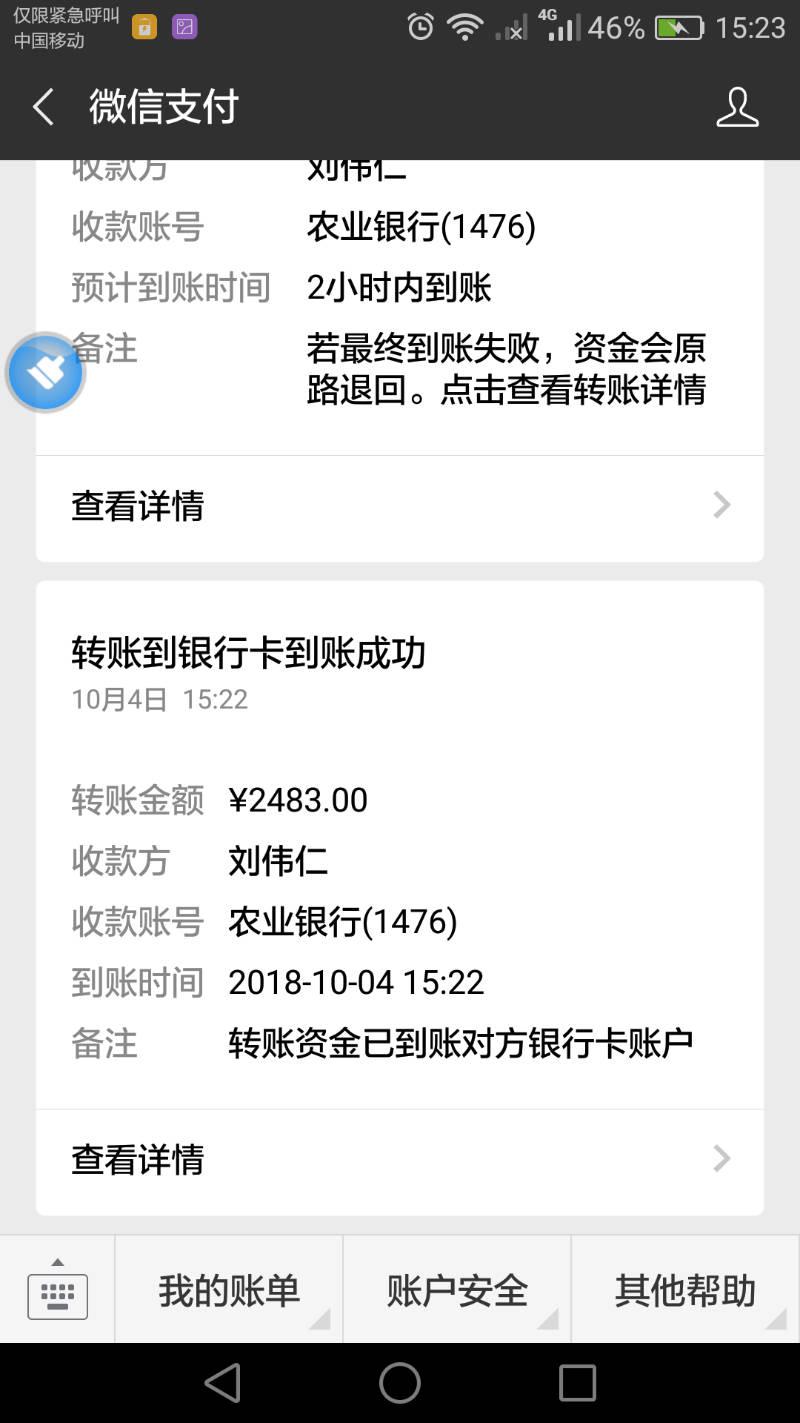 仅限紧急呼叫
中国移动
4G 46% 15:23
微信支付
收款方 刘伟仁
收款账号 农业银行(1476)
预计到账时间 2小时内到账
备注 若最终到账失败，资金会原
路退回。点击查看转账详情
查看详情
转账到银行卡到账成功
10月4日 15:22
转账金额 ¥2483.00
收款方 刘伟仁
收款账号 农业银行(1476)
到账时间 2018-10-04 15:22
备注 转账资金已到账对方银行卡账户
查看详情
我的账单 账户安全 其他帮助